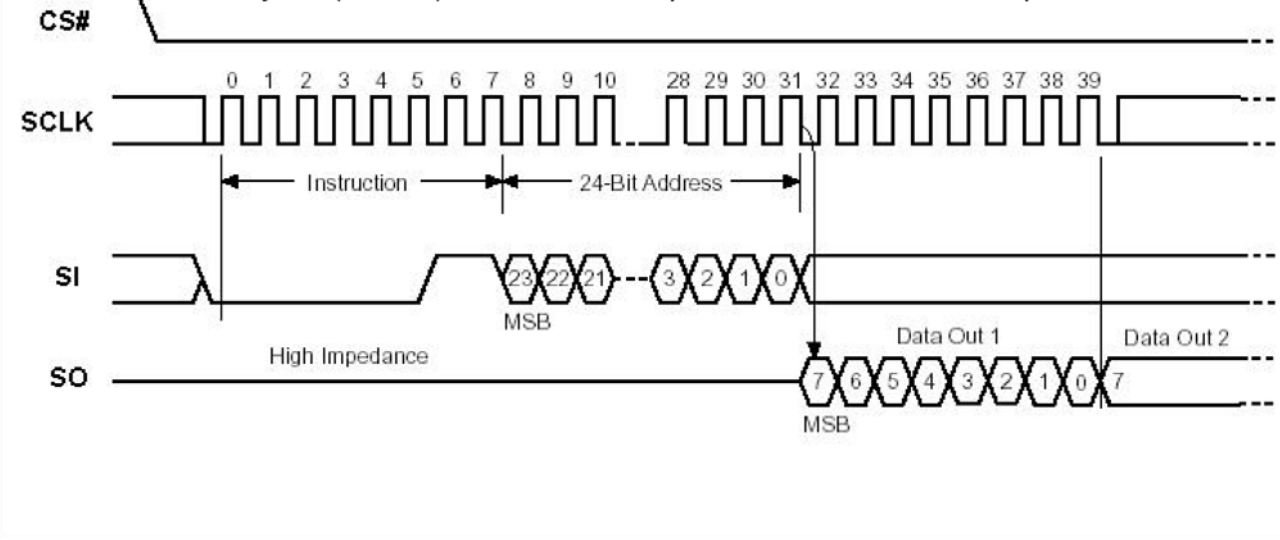 CS#
0 1 2 3 4 5 6 7 8 9 10 28 29 30 31 32 33 34 35 36 37 38 39
SCLK
Instruction 24-Bit Address
SI 23 22 21 3 2 1 0
MSB
High Impedance Data Out 1 Data Out 2
SO 7 6 5 4 3 2 1 0 7
MSB